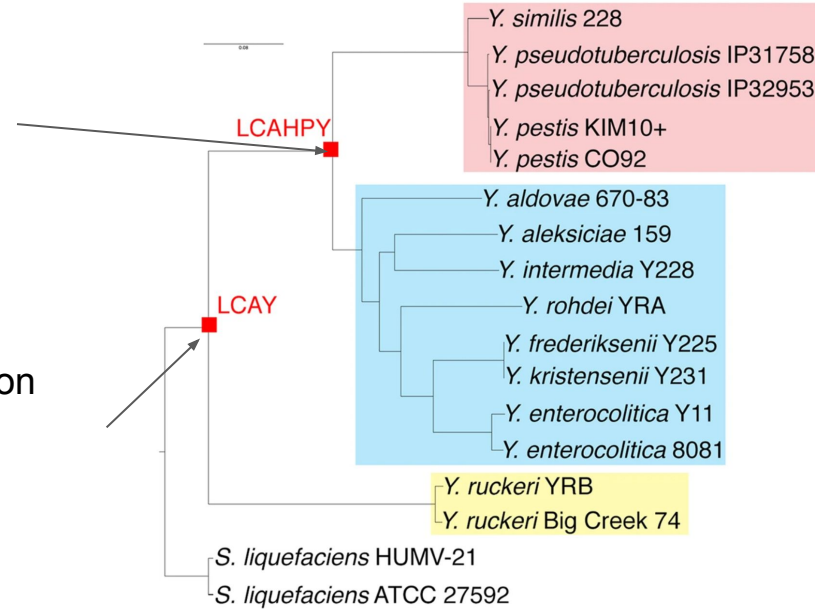 Y. similis 228
0.08
Y. pseudotuberculosis IP31758
Y. pseudotuberculosis IP32953
LCAHPY
Y. pestis KIM10+
Y. pestis CO92
Y. aldovae 670-83
Y. aleksiciae 159
Y. intermedia Y228
LCAY
Y. rohdei YRA
Y. frederiksenii Y225
on
Y. kristensenii Y231
Y. enterocolitica Y11
Y. enterocolitica 8081
Y. ruckeri YRB
Y. ruckeri Big Creek 74
S. liquefaciens HUMV-21
S. liquefaciens ATCC 27592